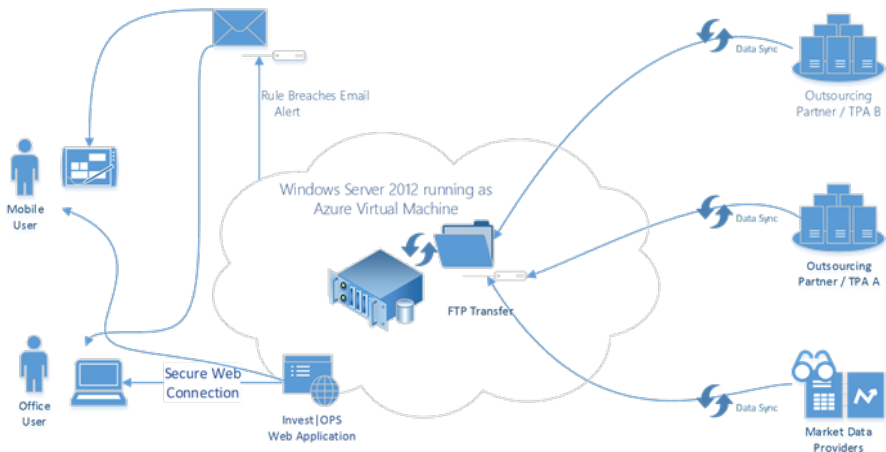 Data Sync
Outsourcing
Partner / TPA B
Rule Breaches Email
Alert
Windows Server 2012 running as
Azure Virtual Machine
Mobile
User
Data Sync
Outsourcing
Partner / TPA A
FTP Transfer
Secure Web
Connection
Office
User
Invest|OPS
Web Application
Data Sync
Market Data
Providers